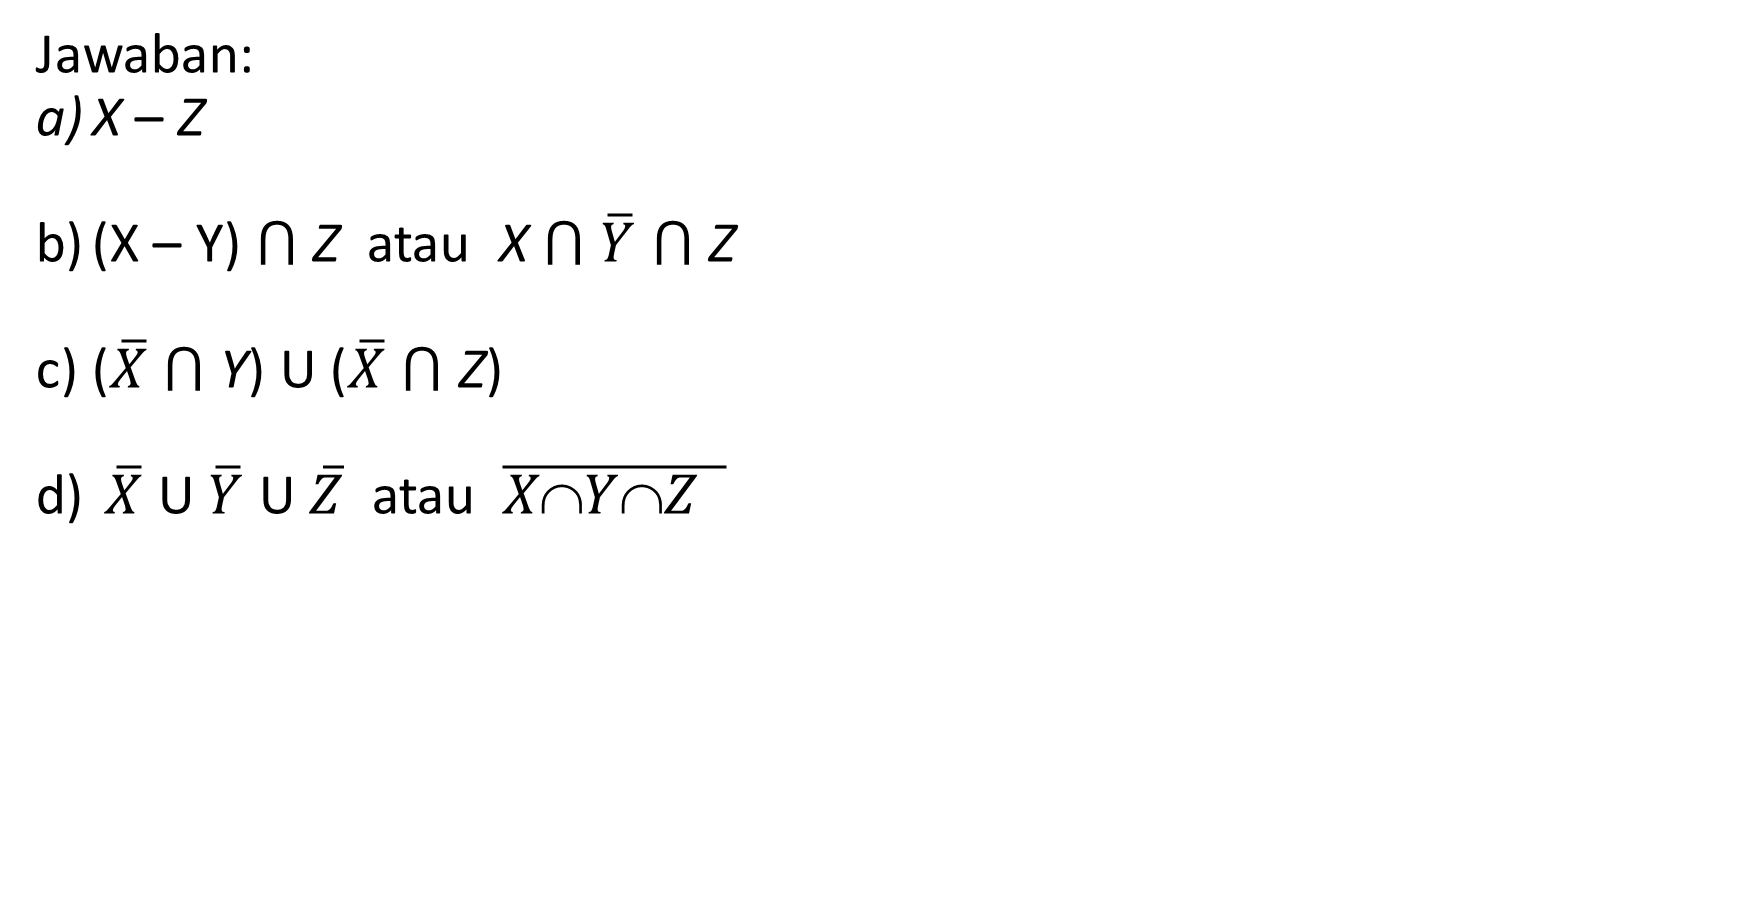 Jawaban:
a) X – Z
b) (X – Y) ∩ Z atau X ∩ Y̅ ∩ Z
c) (X̅ ∩ Y) ∪ (X̅ ∩ Z)
d) X̅ ∪ Y̅ ∪ Z̅ atau X̅∩̅Y̅∩̅Z̅